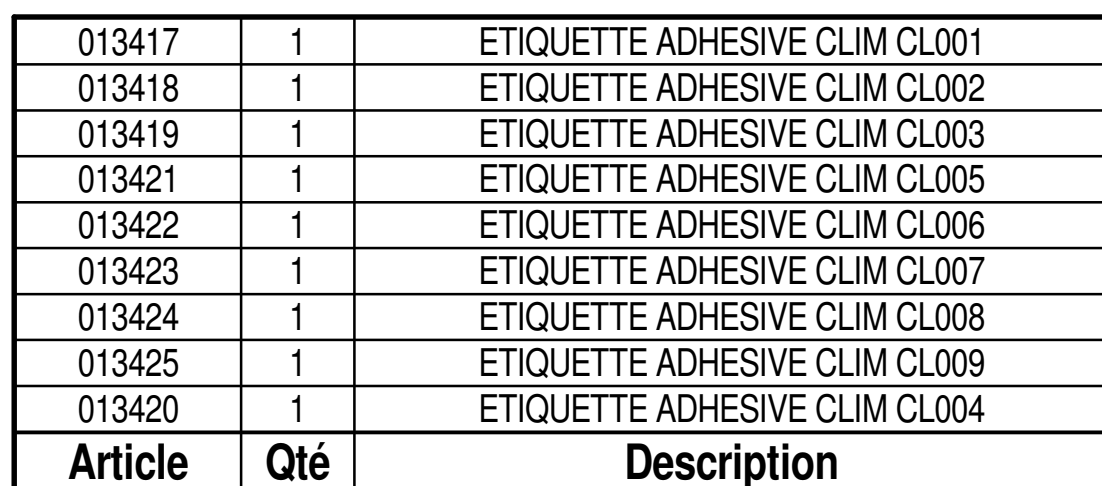 013417 1 ETIQUETTE ADHESIVE CLIM CL001
013418 1 ETIQUETTE ADHESIVE CLIM CL002
013419 1 ETIQUETTE ADHESIVE CLIM CL003
013421 1 ETIQUETTE ADHESIVE CLIM CL005
013422 1 ETIQUETTE ADHESIVE CLIM CL006
013423 1 ETIQUETTE ADHESIVE CLIM CL007
013424 1 ETIQUETTE ADHESIVE CLIM CL008
013425 1 ETIQUETTE ADHESIVE CLIM CL009
013420 1 ETIQUETTE ADHESIVE CLIM CL004
Article Qté Description